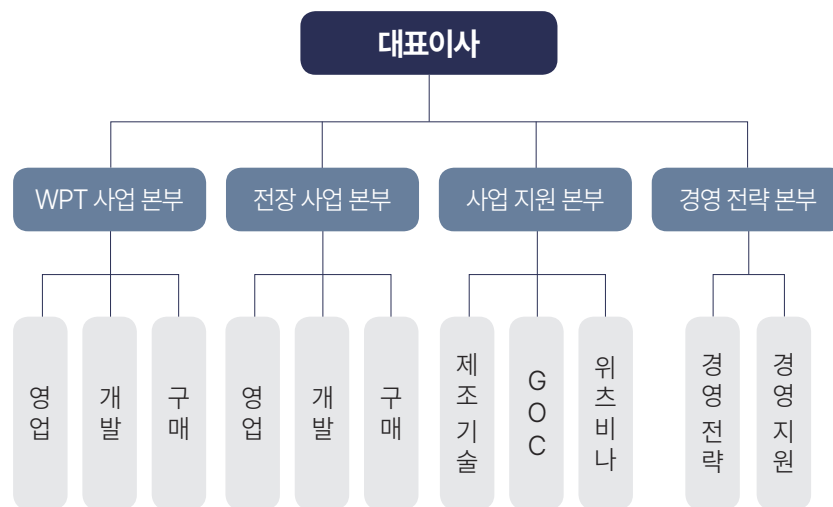 대표이사
WPT 사업 본부
전장 사업 본부
사업 지원 본부
경영 전략 본부
영업
개발
구매
영업
개발
구매
제조 기술
GOC
위츠비나
경영 전략
경영 지원